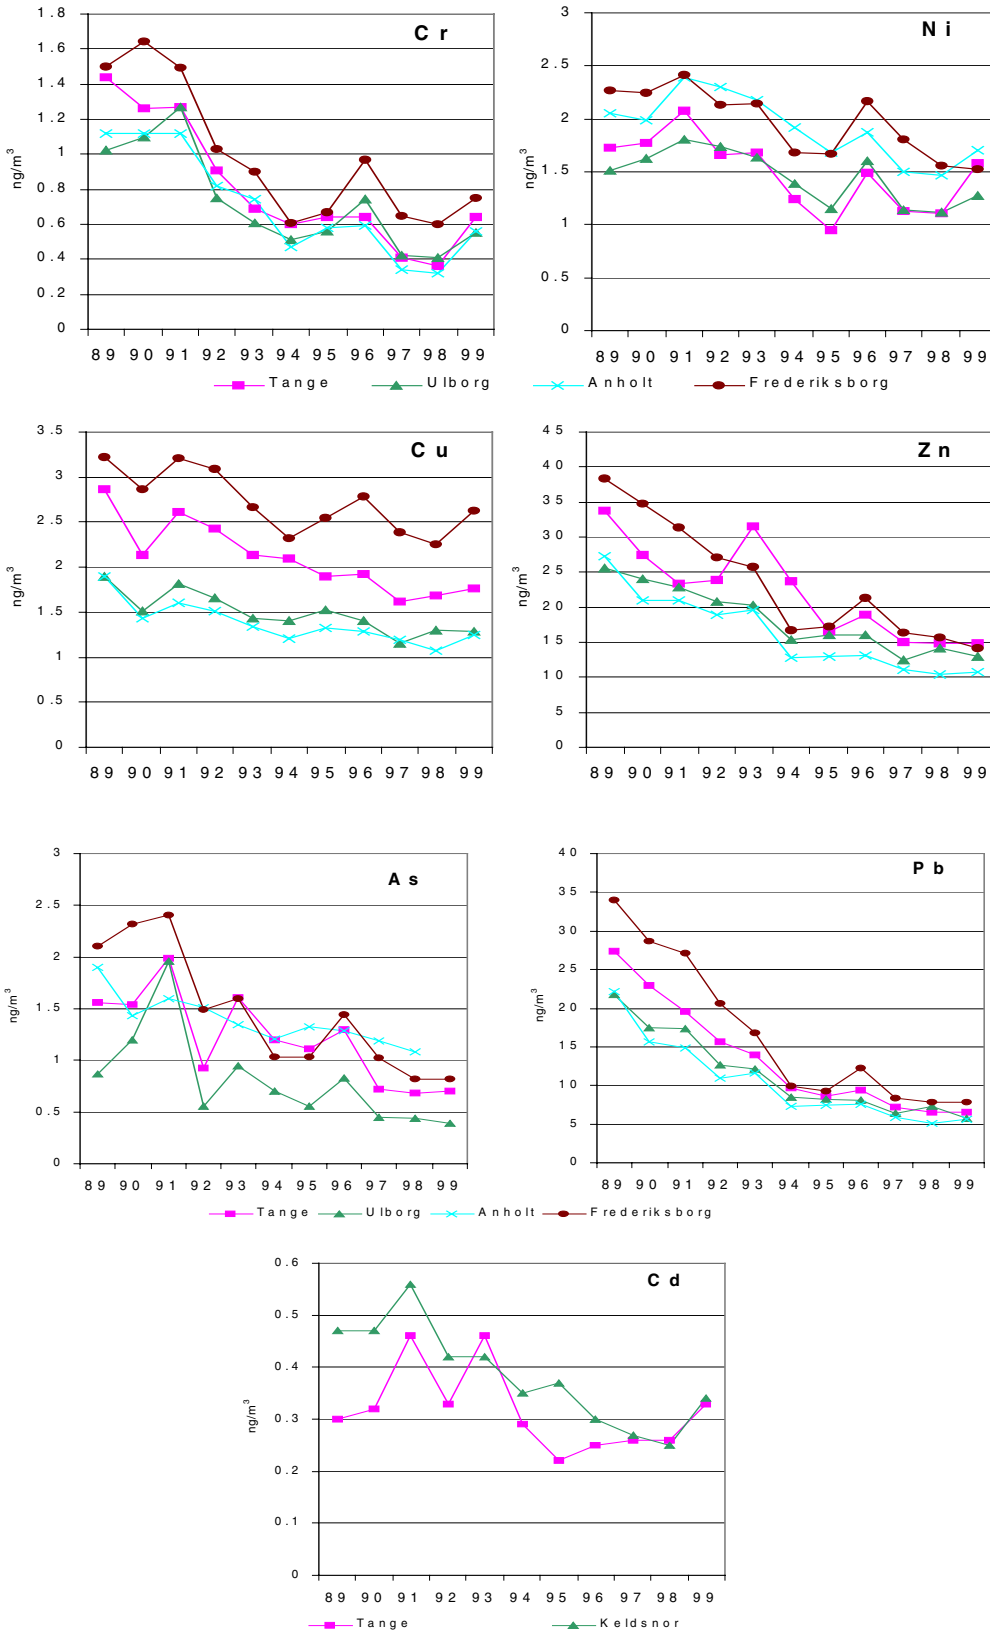 Cr
1.8
1.6
1.4
1.2
1
0.8
0.6
0.4
0.2
0
ng/m³
89 90 91 92 93 94 95 96 97 98 99
Ni
3
2.5
2
1.5
1
0.5
0
ng/m³
89 90 91 92 93 94 95 96 97 98 99
Tange Ulborg Anholt Frederiksborg
Cu
3.5
3
2.5
2
1.5
1
0.5
0
ng/m³
89 90 91 92 93 94 95 96 97 98 99
Zn
45
40
35
30
25
20
15
10
5
0
ng/m³
89 90 91 92 93 94 95 96 97 98 99
As
3
2.5
2
1.5
1
0.5
0
ng/m³
89 90 91 92 93 94 95 96 97 98 99
Pb
40
35
30
25
20
15
10
5
0
ng/m³
89 90 91 92 93 94 95 96 97 98 99
Tange Ulborg Anholt Frederiksborg
Cd
0.6
0.5
0.4
0.3
0.2
0.1
0
ng/m³
89 90 91 92 93 94 95 96 97 98 99
Tange Keldsnor